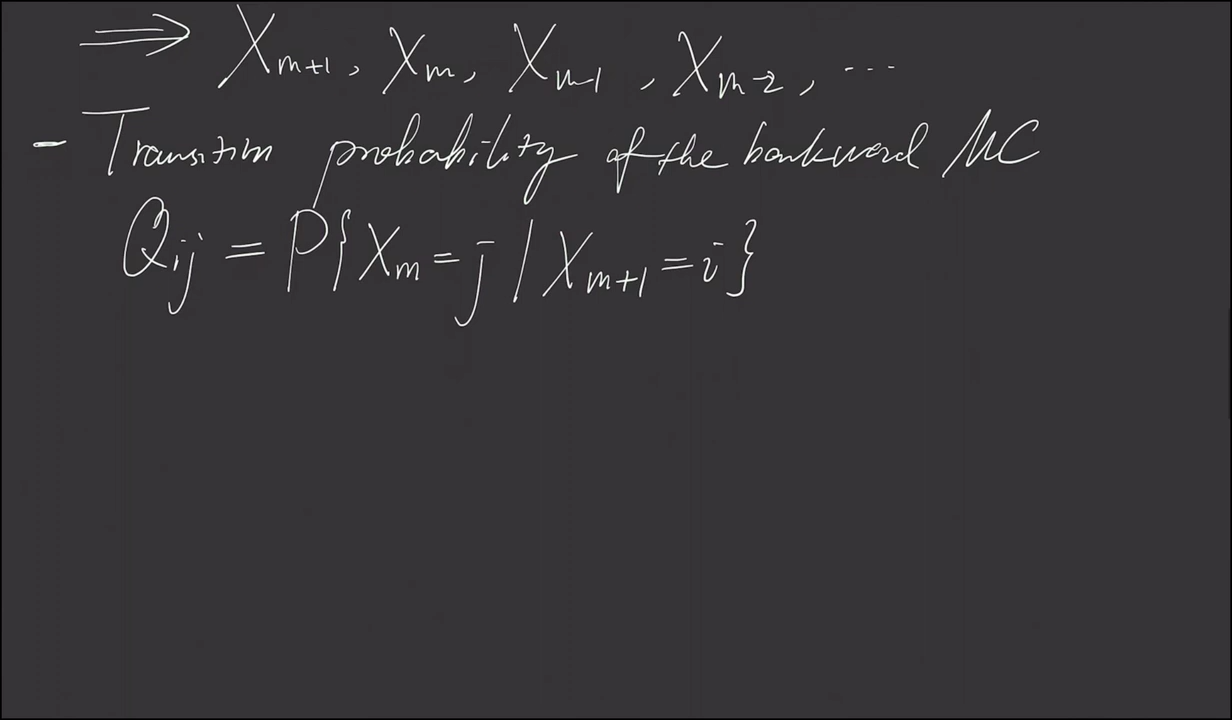 ⟹ X_{m+1}, X_m, X_{m-1}, X_{m-2}, ...
- Transition probability of the backward MC
Q_{ij} = P{X_m = j | X_{m+1} = i}